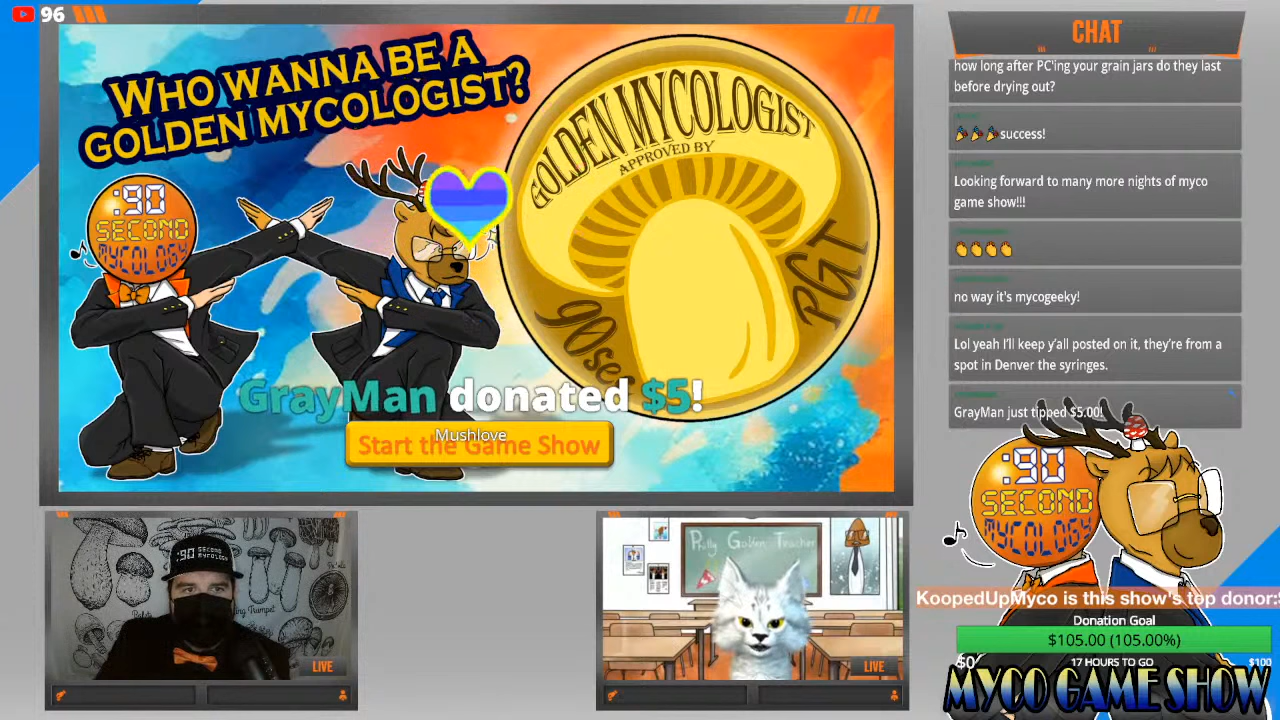 96
WHO WANNA BE A
GOLDEN MYCOLOGIST?
:90
SECOND
MYCOLOGY
GOLDEN MYCOLOGIST
APPROVED BY
PGT
90sec
GrayMan donated $5!
Mushlove
Start the Game Show
CHAT
how long after PC'ing your grain jars do they last
before drying out?
success!
Looking forward to many more nights of myco
game show!!!
no way it's mycogeeky!
Lol yeah I'll keep y'all posted on it, they're from a
spot in Denver the syringes.
GrayMan just tipped $5.00!
:90
SECOND
MYCOLOGY
KoopedUpMyco is this show's top donor:
Donation Goal
$105.00 (105.00%)
$0
17 HOURS TO GO
$100
MYCO GAME SHOW
:90 SECOND
MYCOLOGY
LIVE
Philly Golden Teacher
LIVE